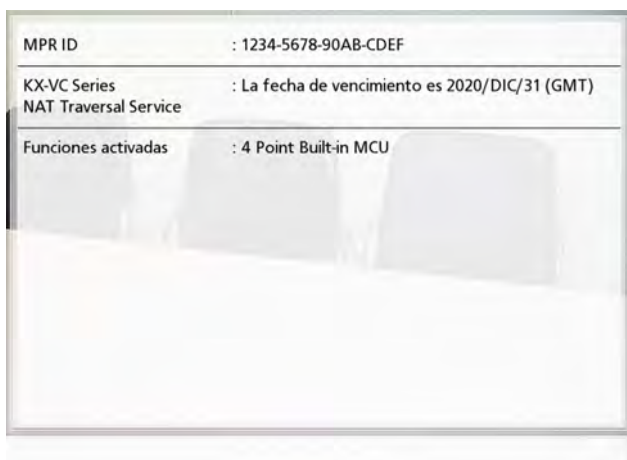 MPR ID : 1234-5678-90AB-CDEF
KX-VC Series : La fecha de vencimiento es 2020/DIC/31 (GMT)
NAT Traversal Service
Funciones activadas : 4 Point Built-in MCU